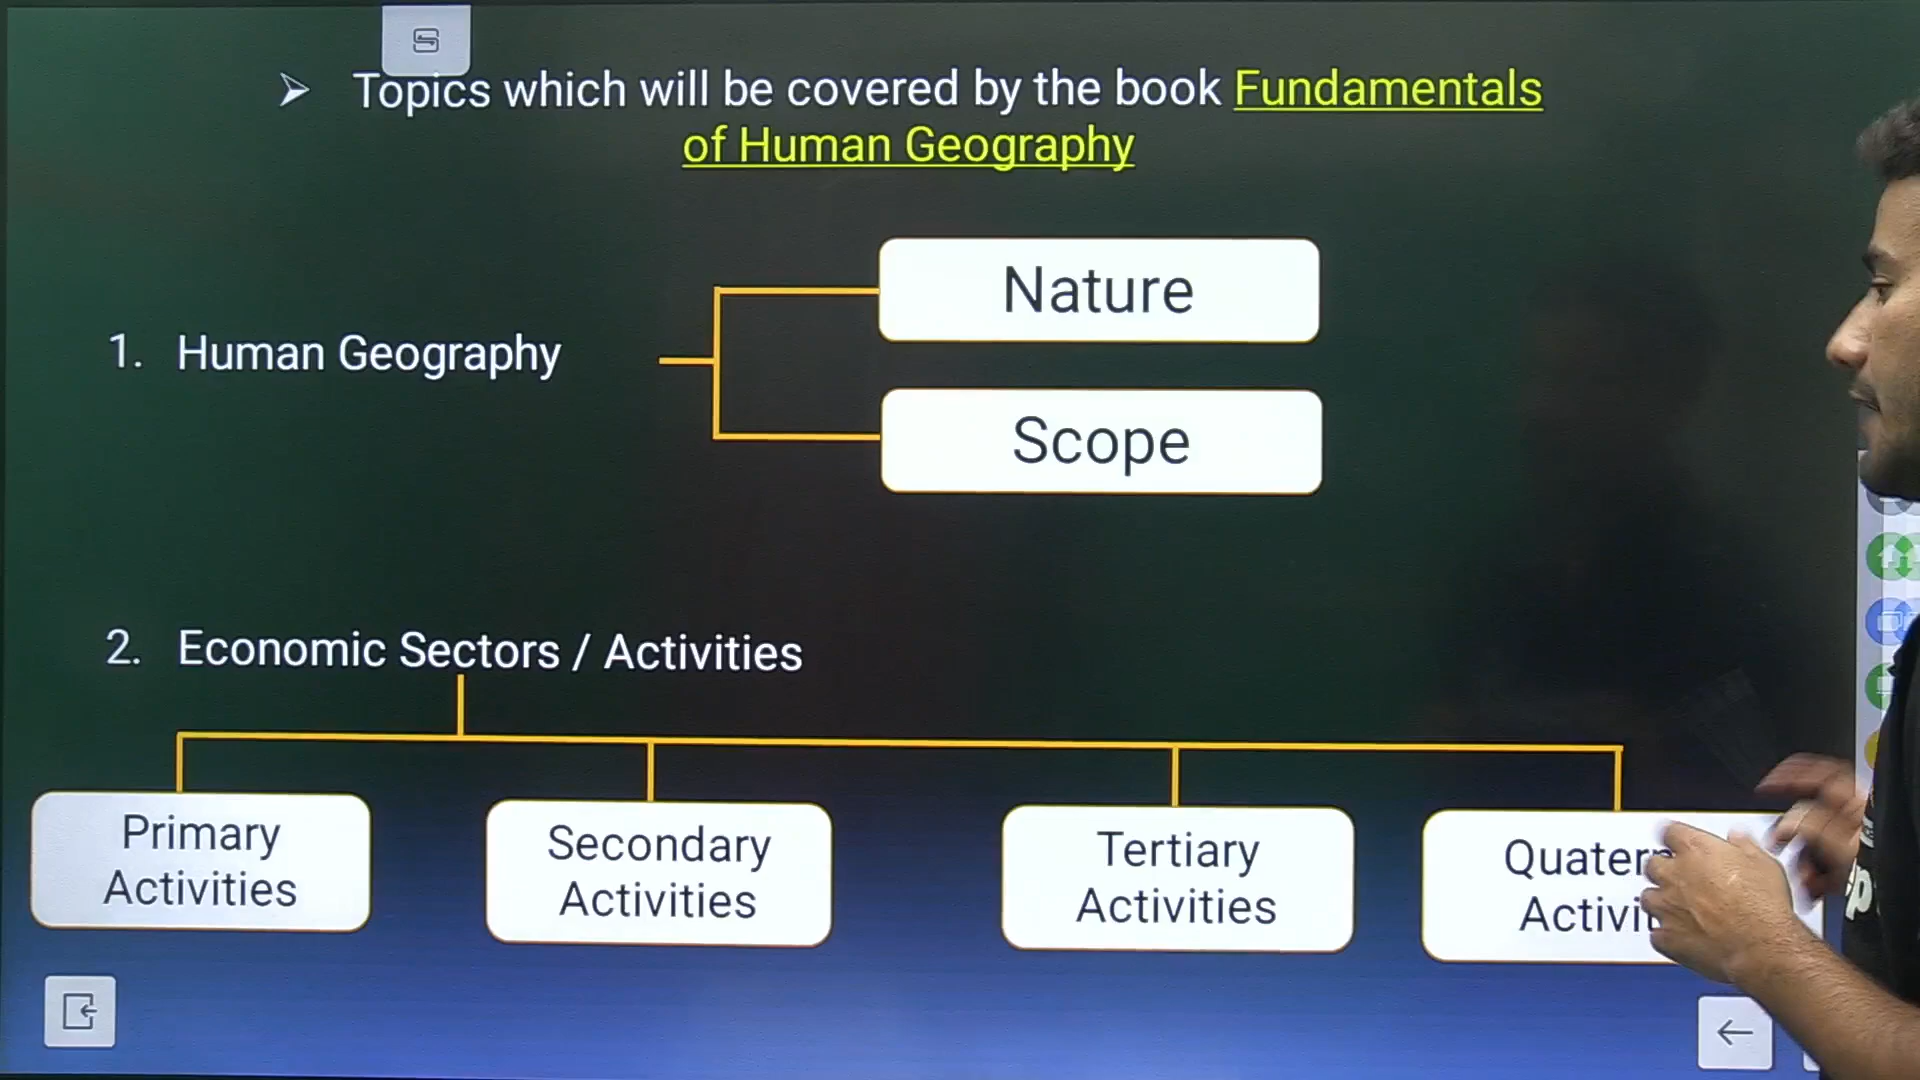 ➢ Topics which will be covered by the book Fundamentals
of Human Geography
Nature
1. Human Geography
Scope
2. Economic Sectors / Activities
Primary
Activities
Secondary
Activities
Tertiary
Activities